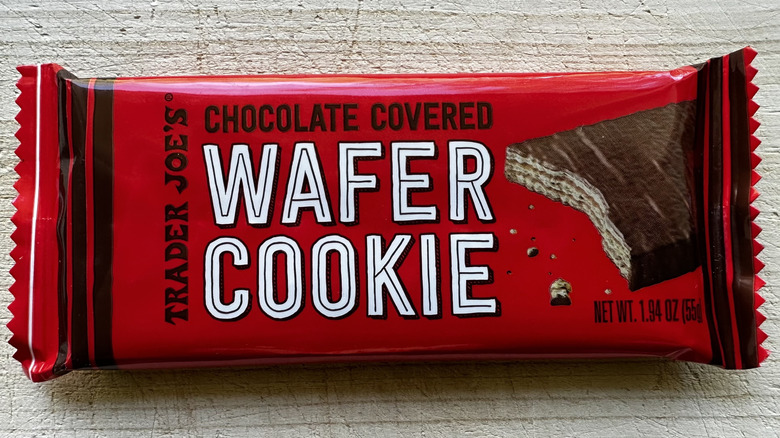 TRADER JOE'S®
CHOCOLATE COVERED
WAFER
COOKIE
NET WT. 1.94 OZ (55g)